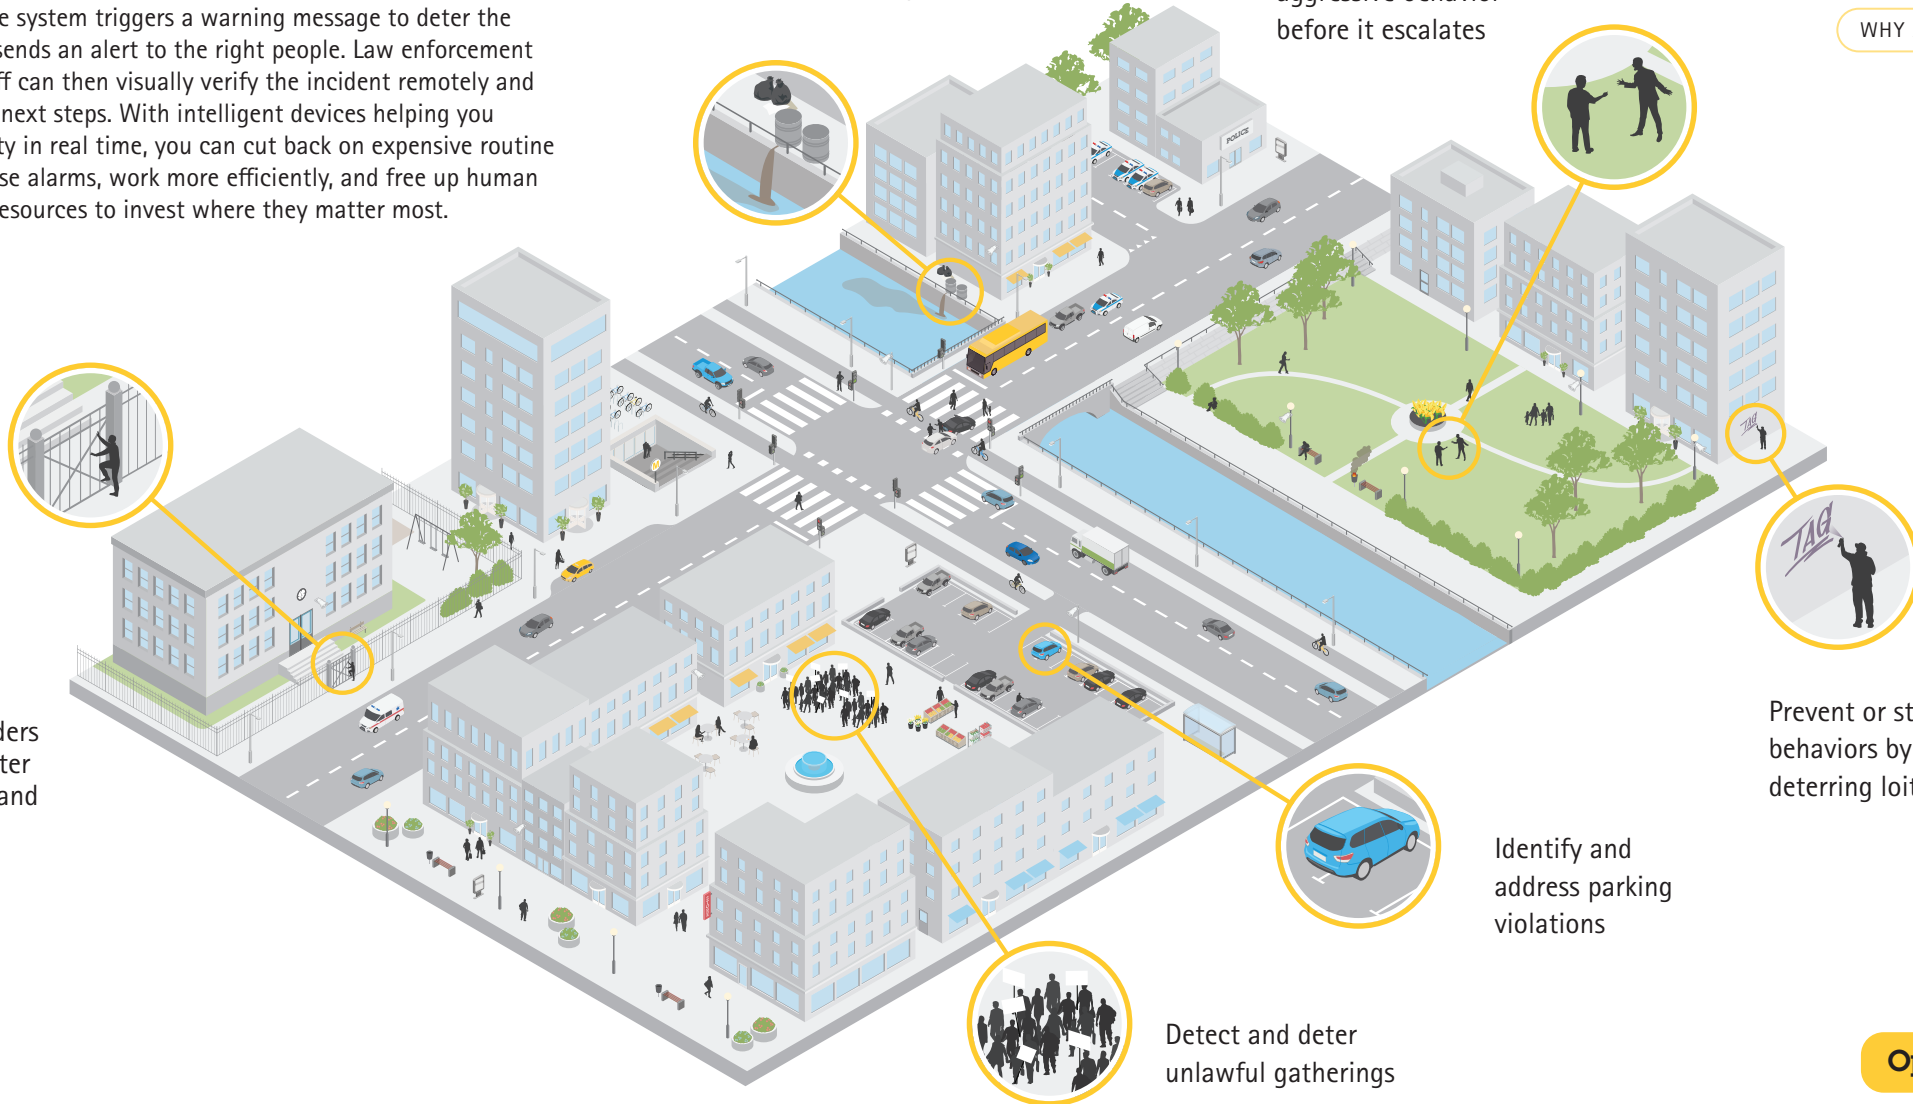 e system triggers a warning message to deter the
sends an alert to the right people. Law enforcement
ff can then visually verify the incident remotely and
next steps. With intelligent devices helping you
ty in real time, you can cut back on expensive routine
se alarms, work more efficiently, and free up human
esources to invest where they matter most.
before it escalates
WHY
POLICE
TAG
TAG
ders
ter
and
Prevent or st
behaviors by
deterring loit
Identify and
address parking
violations
Detect and deter
unlawful gatherings